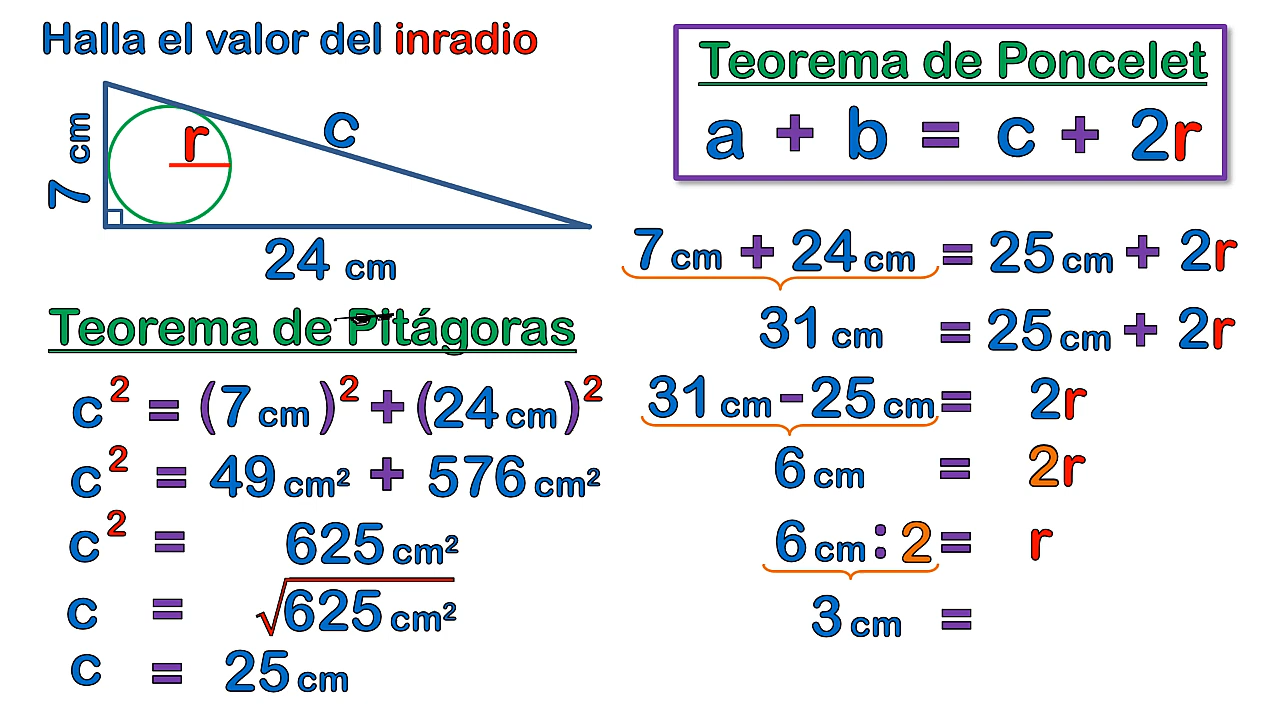 Halla el valor del inradio
7 cm
r
c
24 cm
Teorema de Pitágoras
c² = (7 cm)² + (24 cm)²
c² = 49 cm² + 576 cm²
c² = 625 cm²
c = √625 cm²
c = 25 cm
Teorema de Poncelet
a + b = c + 2r
7 cm + 24 cm = 25 cm + 2r
31 cm = 25 cm + 2r
31 cm - 25 cm = 2r
6 cm = 2r
6 cm : 2 = r
3 cm =